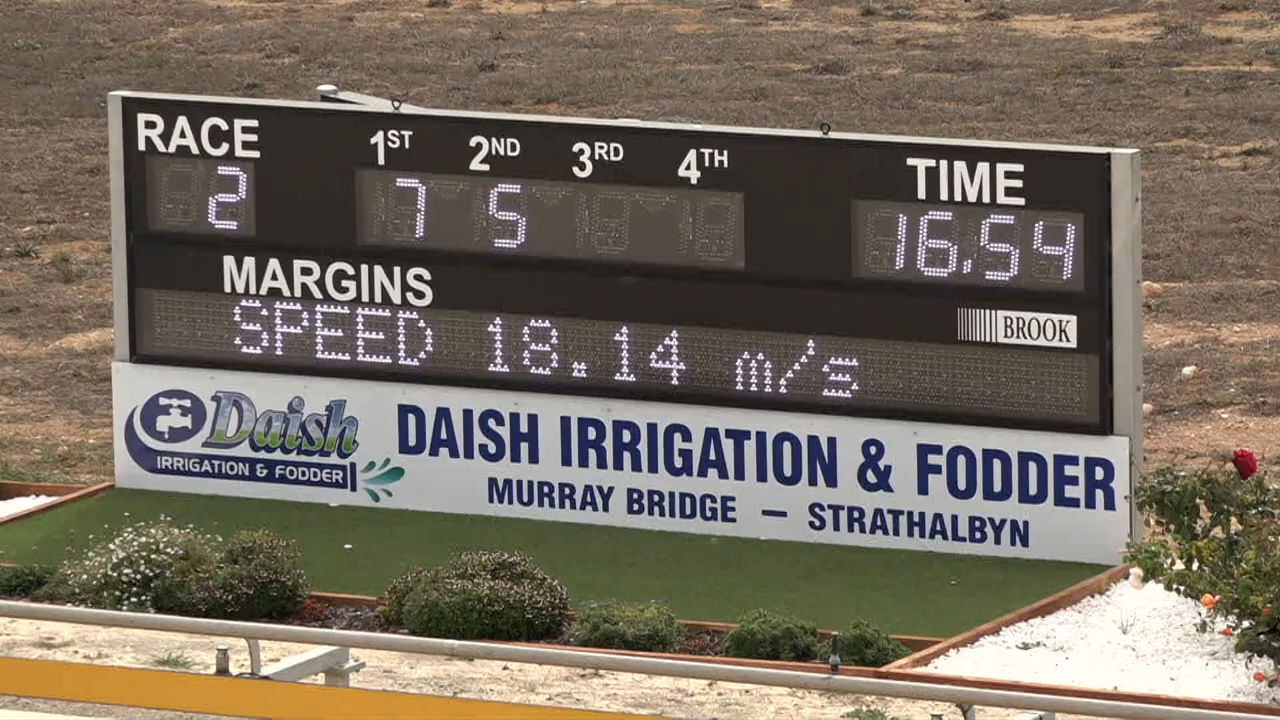 RACE 1ST 2ND 3RD 4TH TIME
2 7 5 16.54
MARGINS
BROOK
SPEED 18.14 m/s
Daish
IRRIGATION & FODDER
DAISH IRRIGATION & FODDER
MURRAY BRIDGE – STRATHALBYN